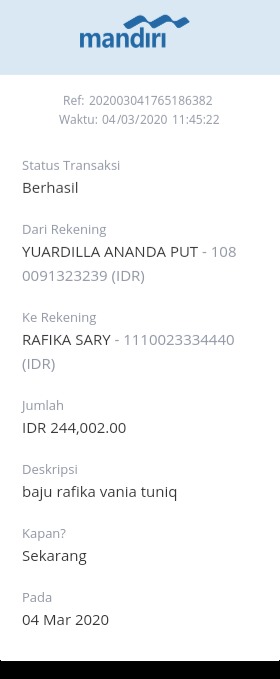 mandiri
Ref: 202003041765186382
Waktu: 04/03/2020 11:45:22
Status Transaksi
Berhasil
Dari Rekening
YUARDILLA ANANDA PUT - 108
0091323239 (IDR)
Ke Rekening
RAFIKA SARY - 1110023334440
(IDR)
Jumlah
IDR 244,002.00
Deskripsi
baju rafika vania tuniq
Kapan?
Sekarang
Pada
04 Mar 2020